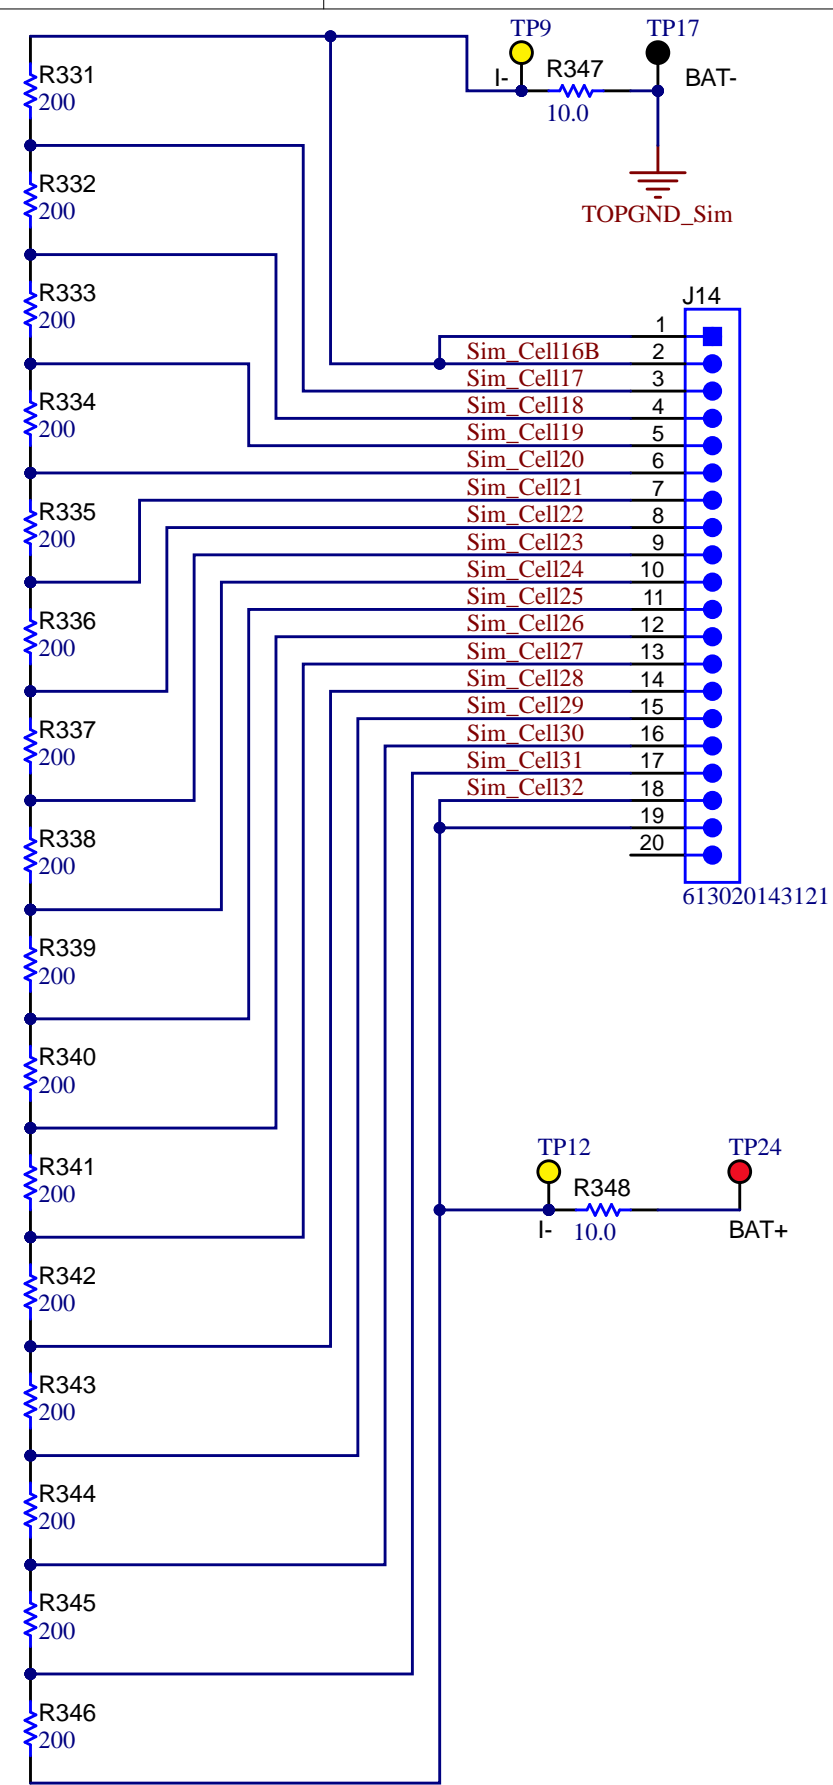 TP9
TP17
I-
R347
10.0
BAT-
TOPGND_Sim
R331
200
R332
200
R333
200
R334
200
R335
200
R336
200
R337
200
R338
200
R339
200
R340
200
R341
200
R342
200
R343
200
R344
200
R345
200
R346
200
J14
1
Sim_Cell16B 2
Sim_Cell17 3
Sim_Cell18 4
Sim_Cell19 5
Sim_Cell20 6
Sim_Cell21 7
Sim_Cell22 8
Sim_Cell23 9
Sim_Cell24 10
Sim_Cell25 11
Sim_Cell26 12
Sim_Cell27 13
Sim_Cell28 14
Sim_Cell29 15
Sim_Cell30 16
Sim_Cell31 17
Sim_Cell32 18
19
20
613020143121
TP12
TP24
R348
I-
10.0
BAT+